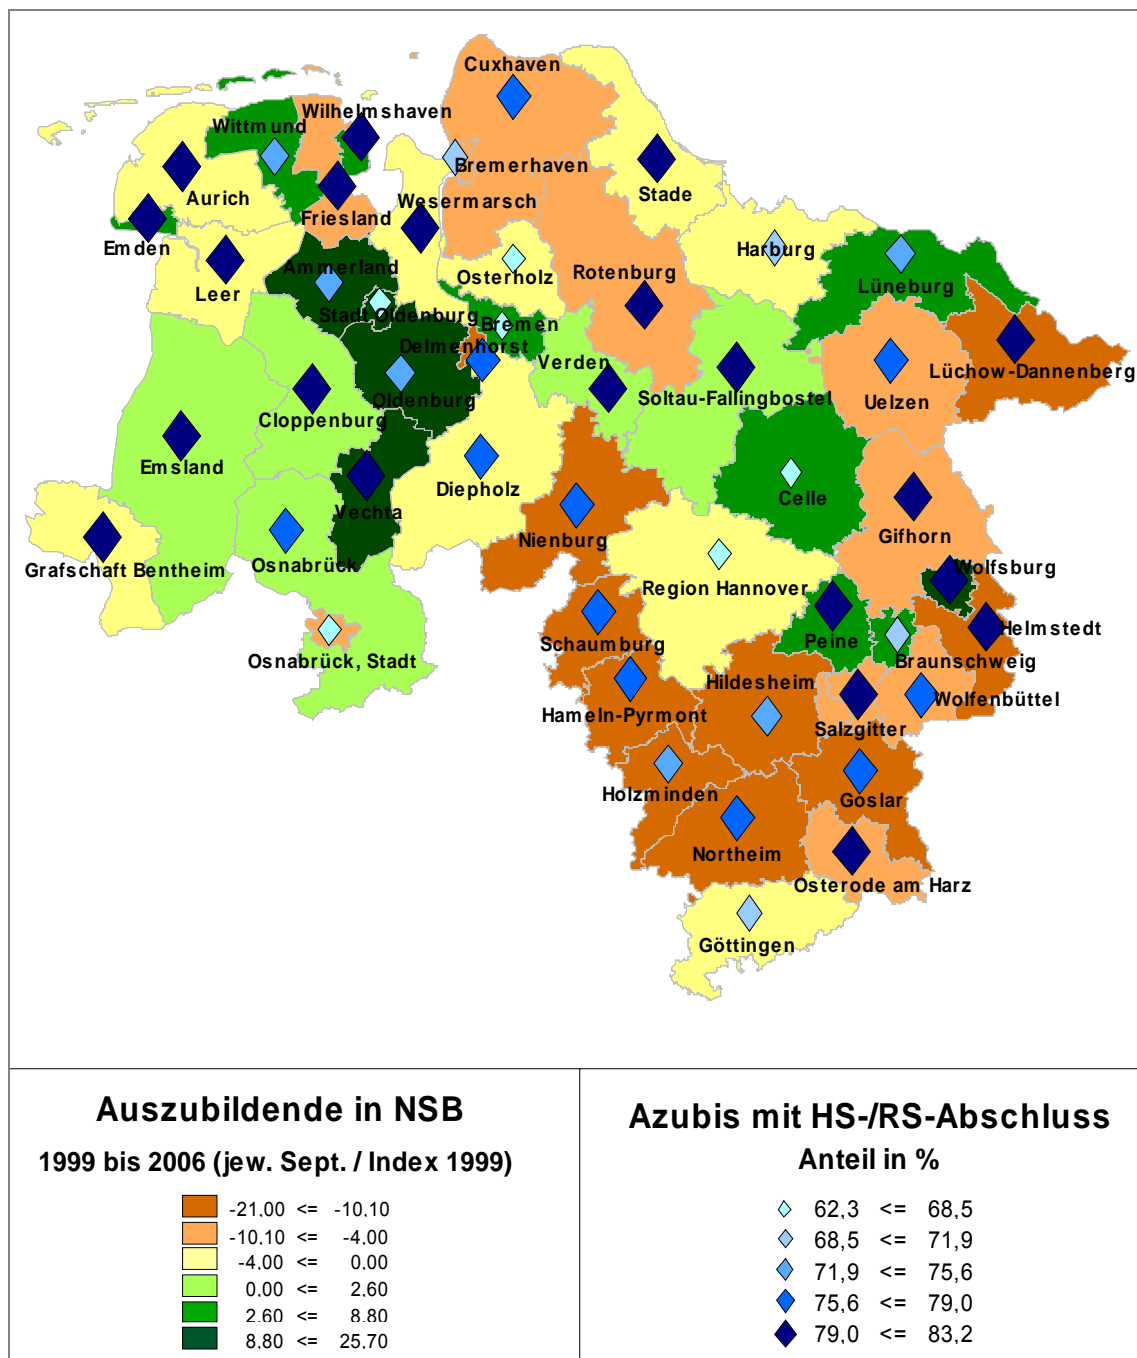 Cuxhaven
Wilhelmshaven
Wittmund
Bremerhaven
Stade
Aurich
Friesland
Wesermarsch
Emden
Harburg
Ammerland
Osterholz
Rotenburg
Lüneburg
Leer
Stadt Oldenburg
Bremen
Delmenhorst
Verden
Lüchow-Dannenberg
Oldenburg
Soltau-Fallingbostel
Uelzen
Cloppenburg
Emsland
Diepholz
Celle
Vechta
Gifhorn
Nienburg
Grafschaft Bentheim
Osnabrück
Wolfsburg
Region Hannover
Helmstedt
Schaumburg
Peine
Osnabrück, Stadt
Braunschweig
Hildesheim
Wolfenbüttel
Hameln-Pyrmont
Salzgitter
Holzminden
Goslar
Northeim
Osterode am Harz
Göttingen
Auszubildende in NSB
1999 bis 2006 (jew. Sept. / Index 1999)
-21,00 <= -10,10
-10,10 <= -4,00
-4,00 <= 0,00
0,00 <= 2,60
2,60 <= 8,80
8,80 <= 25,70
Azubis mit HS-/RS-Abschluss
Anteil in %
62,3 <= 68,5
68,5 <= 71,9
71,9 <= 75,6
75,6 <= 79,0
79,0 <= 83,2